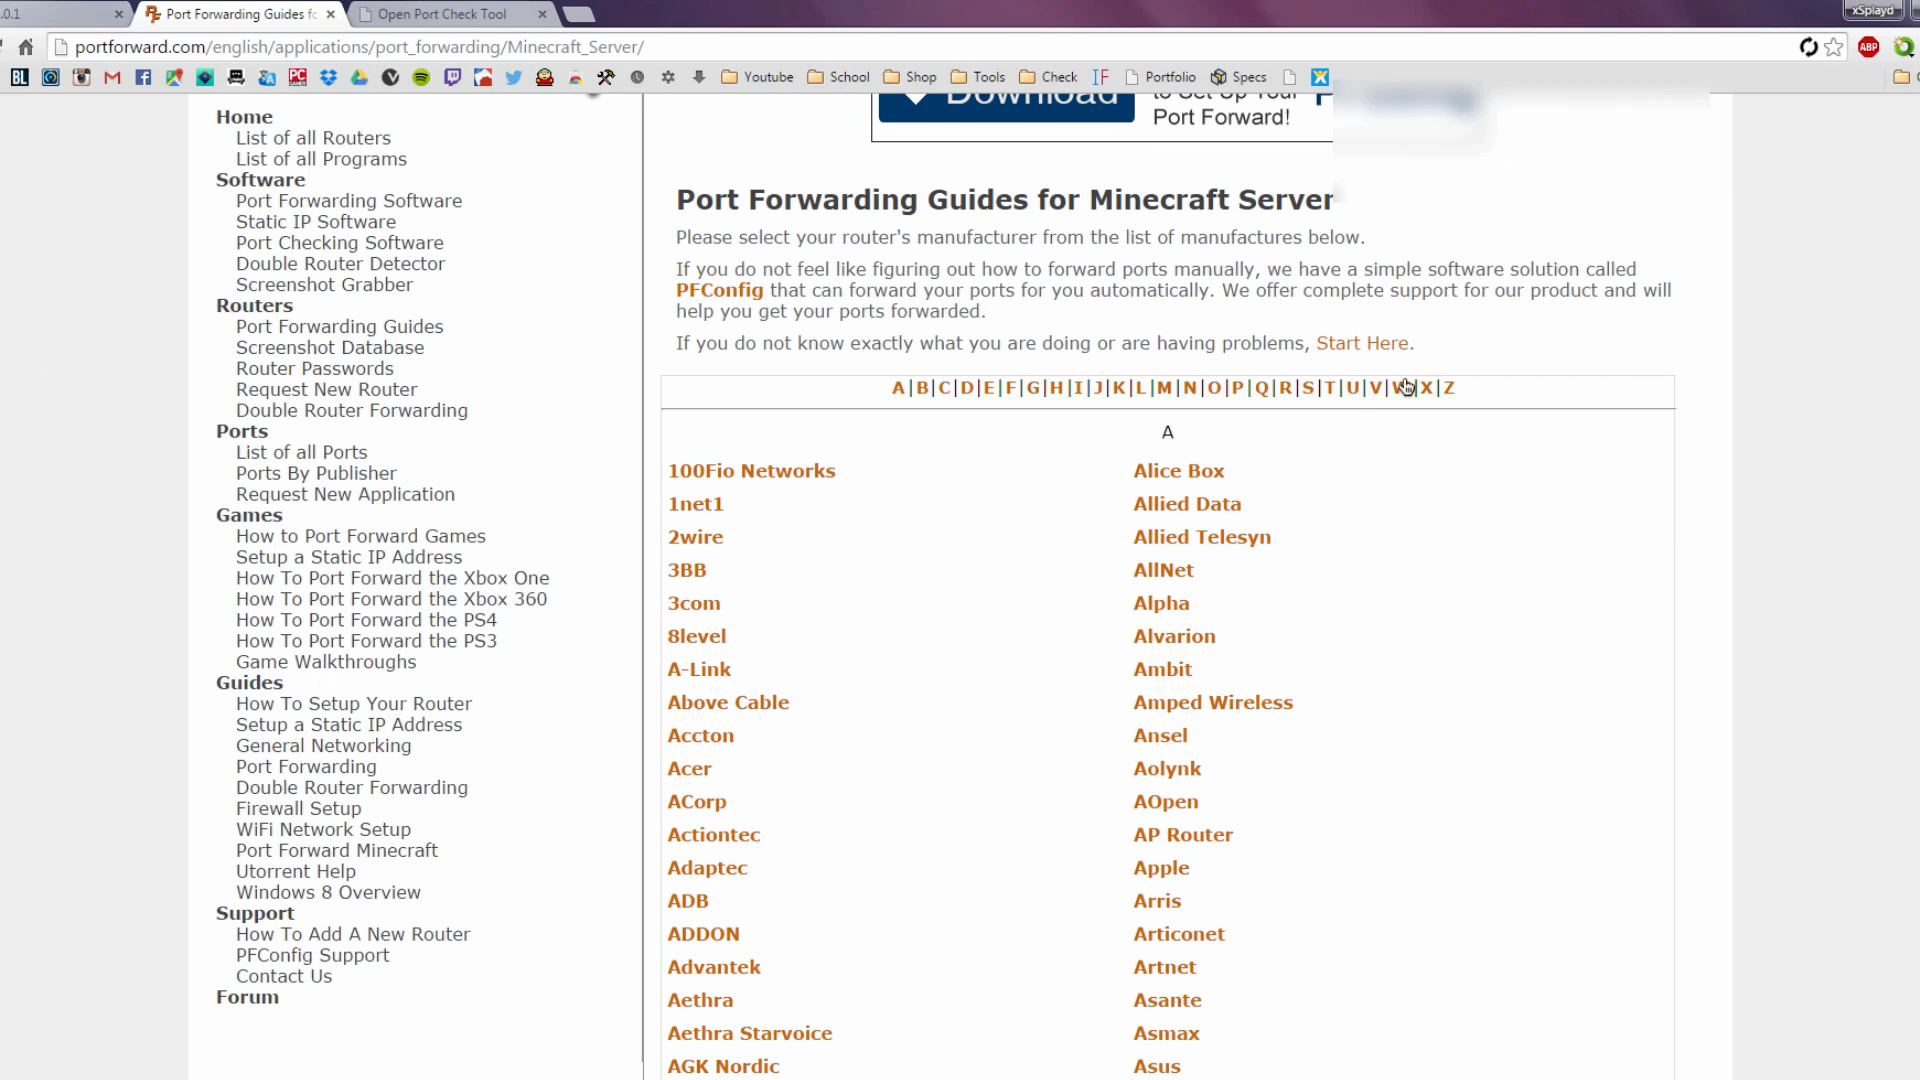 .0.1
Port Forwarding Guides fo
Open Port Check Tool
xSplayd
portforward.com/english/applications/port_forwarding/Minecraft_Server/
ABP
BL
PC
Youtube
School
Shop
Tools
Check
IF
Portfolio
Specs
Home
List of all Routers
List of all Programs
Software
Port Forwarding Software
Static IP Software
Port Checking Software
Double Router Detector
Screenshot Grabber
Routers
Port Forwarding Guides
Screenshot Database
Router Passwords
Request New Router
Double Router Forwarding
Ports
List of all Ports
Ports By Publisher
Request New Application
Games
How to Port Forward Games
Setup a Static IP Address
How To Port Forward the Xbox One
How To Port Forward the Xbox 360
How To Port Forward the PS4
How To Port Forward the PS3
Game Walkthroughs
Guides
How To Setup Your Router
Setup a Static IP Address
General Networking
Port Forwarding
Double Router Forwarding
Firewall Setup
WiFi Network Setup
Port Forward Minecraft
Utorrent Help
Windows 8 Overview
Support
How To Add A New Router
PFConfig Support
Contact Us
Forum
Download
to Set Up Your
Port Forward!
Port Forwarding Guides for Minecraft Server
Please select your router's manufacturer from the list of manufactures below.
If you do not feel like figuring out how to forward ports manually, we have a simple software solution called
PFConfig that can forward your ports for you automatically. We offer complete support for our product and will
help you get your ports forwarded.
If you do not know exactly what you are doing or are having problems, Start Here.
A|B|C|D|E|F|G|H|I|J|K|L|M|N|O|P|Q|R|S|T|U|V|W|X|Z
A
100Fio Networks
1net1
2wire
3BB
3com
8level
A-Link
Above Cable
Accton
Acer
ACorp
Actiontec
Adaptec
ADB
ADDON
Advantek
Aethra
Aethra Starvoice
AGK Nordic
Alice Box
Allied Data
Allied Telesyn
AllNet
Alpha
Alvarion
Ambit
Amped Wireless
Ansel
Aolynk
AOpen
AP Router
Apple
Arris
Articonet
Artnet
Asante
Asmax
Asus